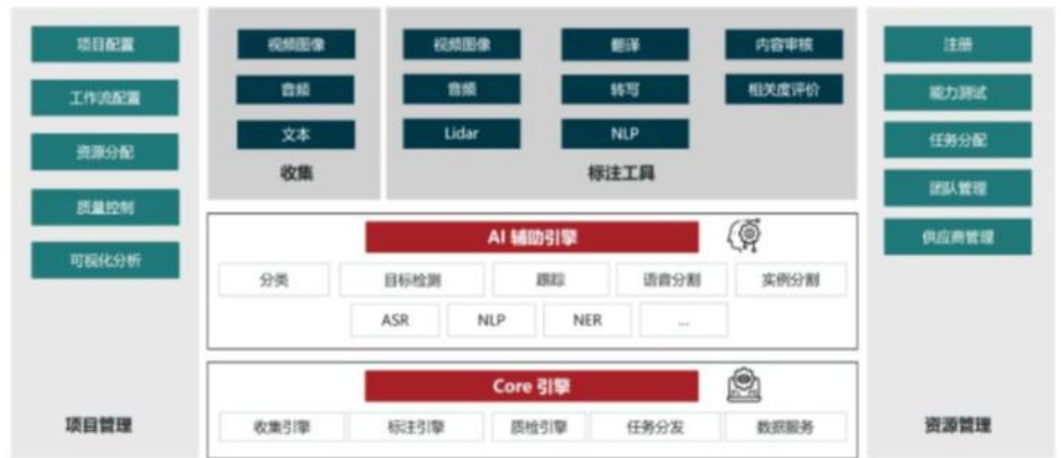 项目配置
工作流配置
资源分配
质量控制
可视化分析
项目管理
视频图像
音频
文本
收集
视频图像 翻译 内容审核
音频 转写 相关度评价
Lidar NLP
标注工具
AI 辅助引擎
分类 目标检测 跟踪 语音分割 实例分割
ASR NLP NER ...
Core 引擎
收集引擎 标注引擎 质检引擎 任务分发 数据服务
注册
能力测试
任务分配
团队管理
供应商管理
资源管理